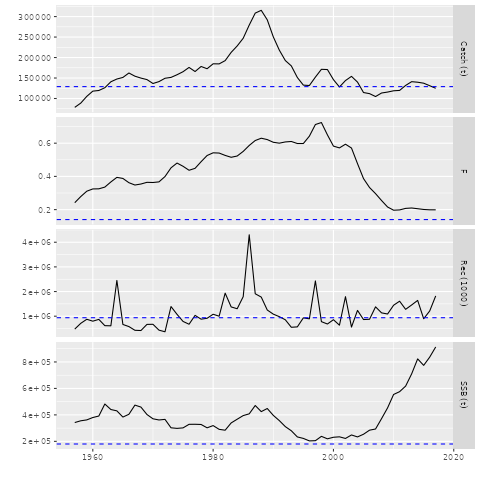 300000
250000
200000
150000
100000
Catch (t)
0.6
0.4
0.2
F
4e+06
3e+06
2e+06
1e+06
Rec (1000)
8e+05
6e+05
4e+05
2e+05
SSB (t)
1960
1980
2000
2020